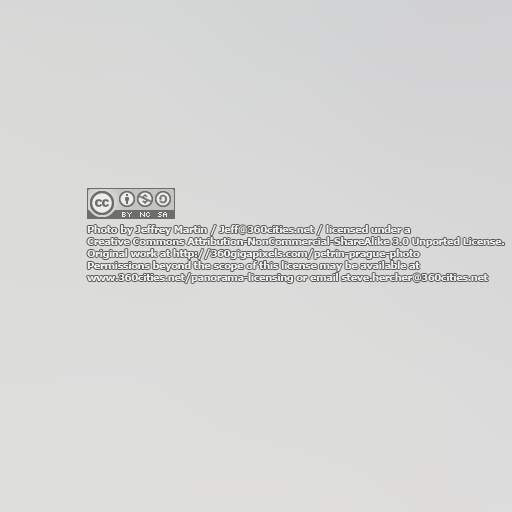 cc
BY NC SA
Photo by Jeffrey Martin / Jeff@360cities.net / licensed under a
Creative Commons Attribution-NonCommercial-ShareAlike 3.0 Unported License.
Original work at http://360gigapixels.com/petrin-prague-photo
Permissions beyond the scope of this license may be available at
www.360cities.net/panorama-licensing or email steve.hercher@360cities.net